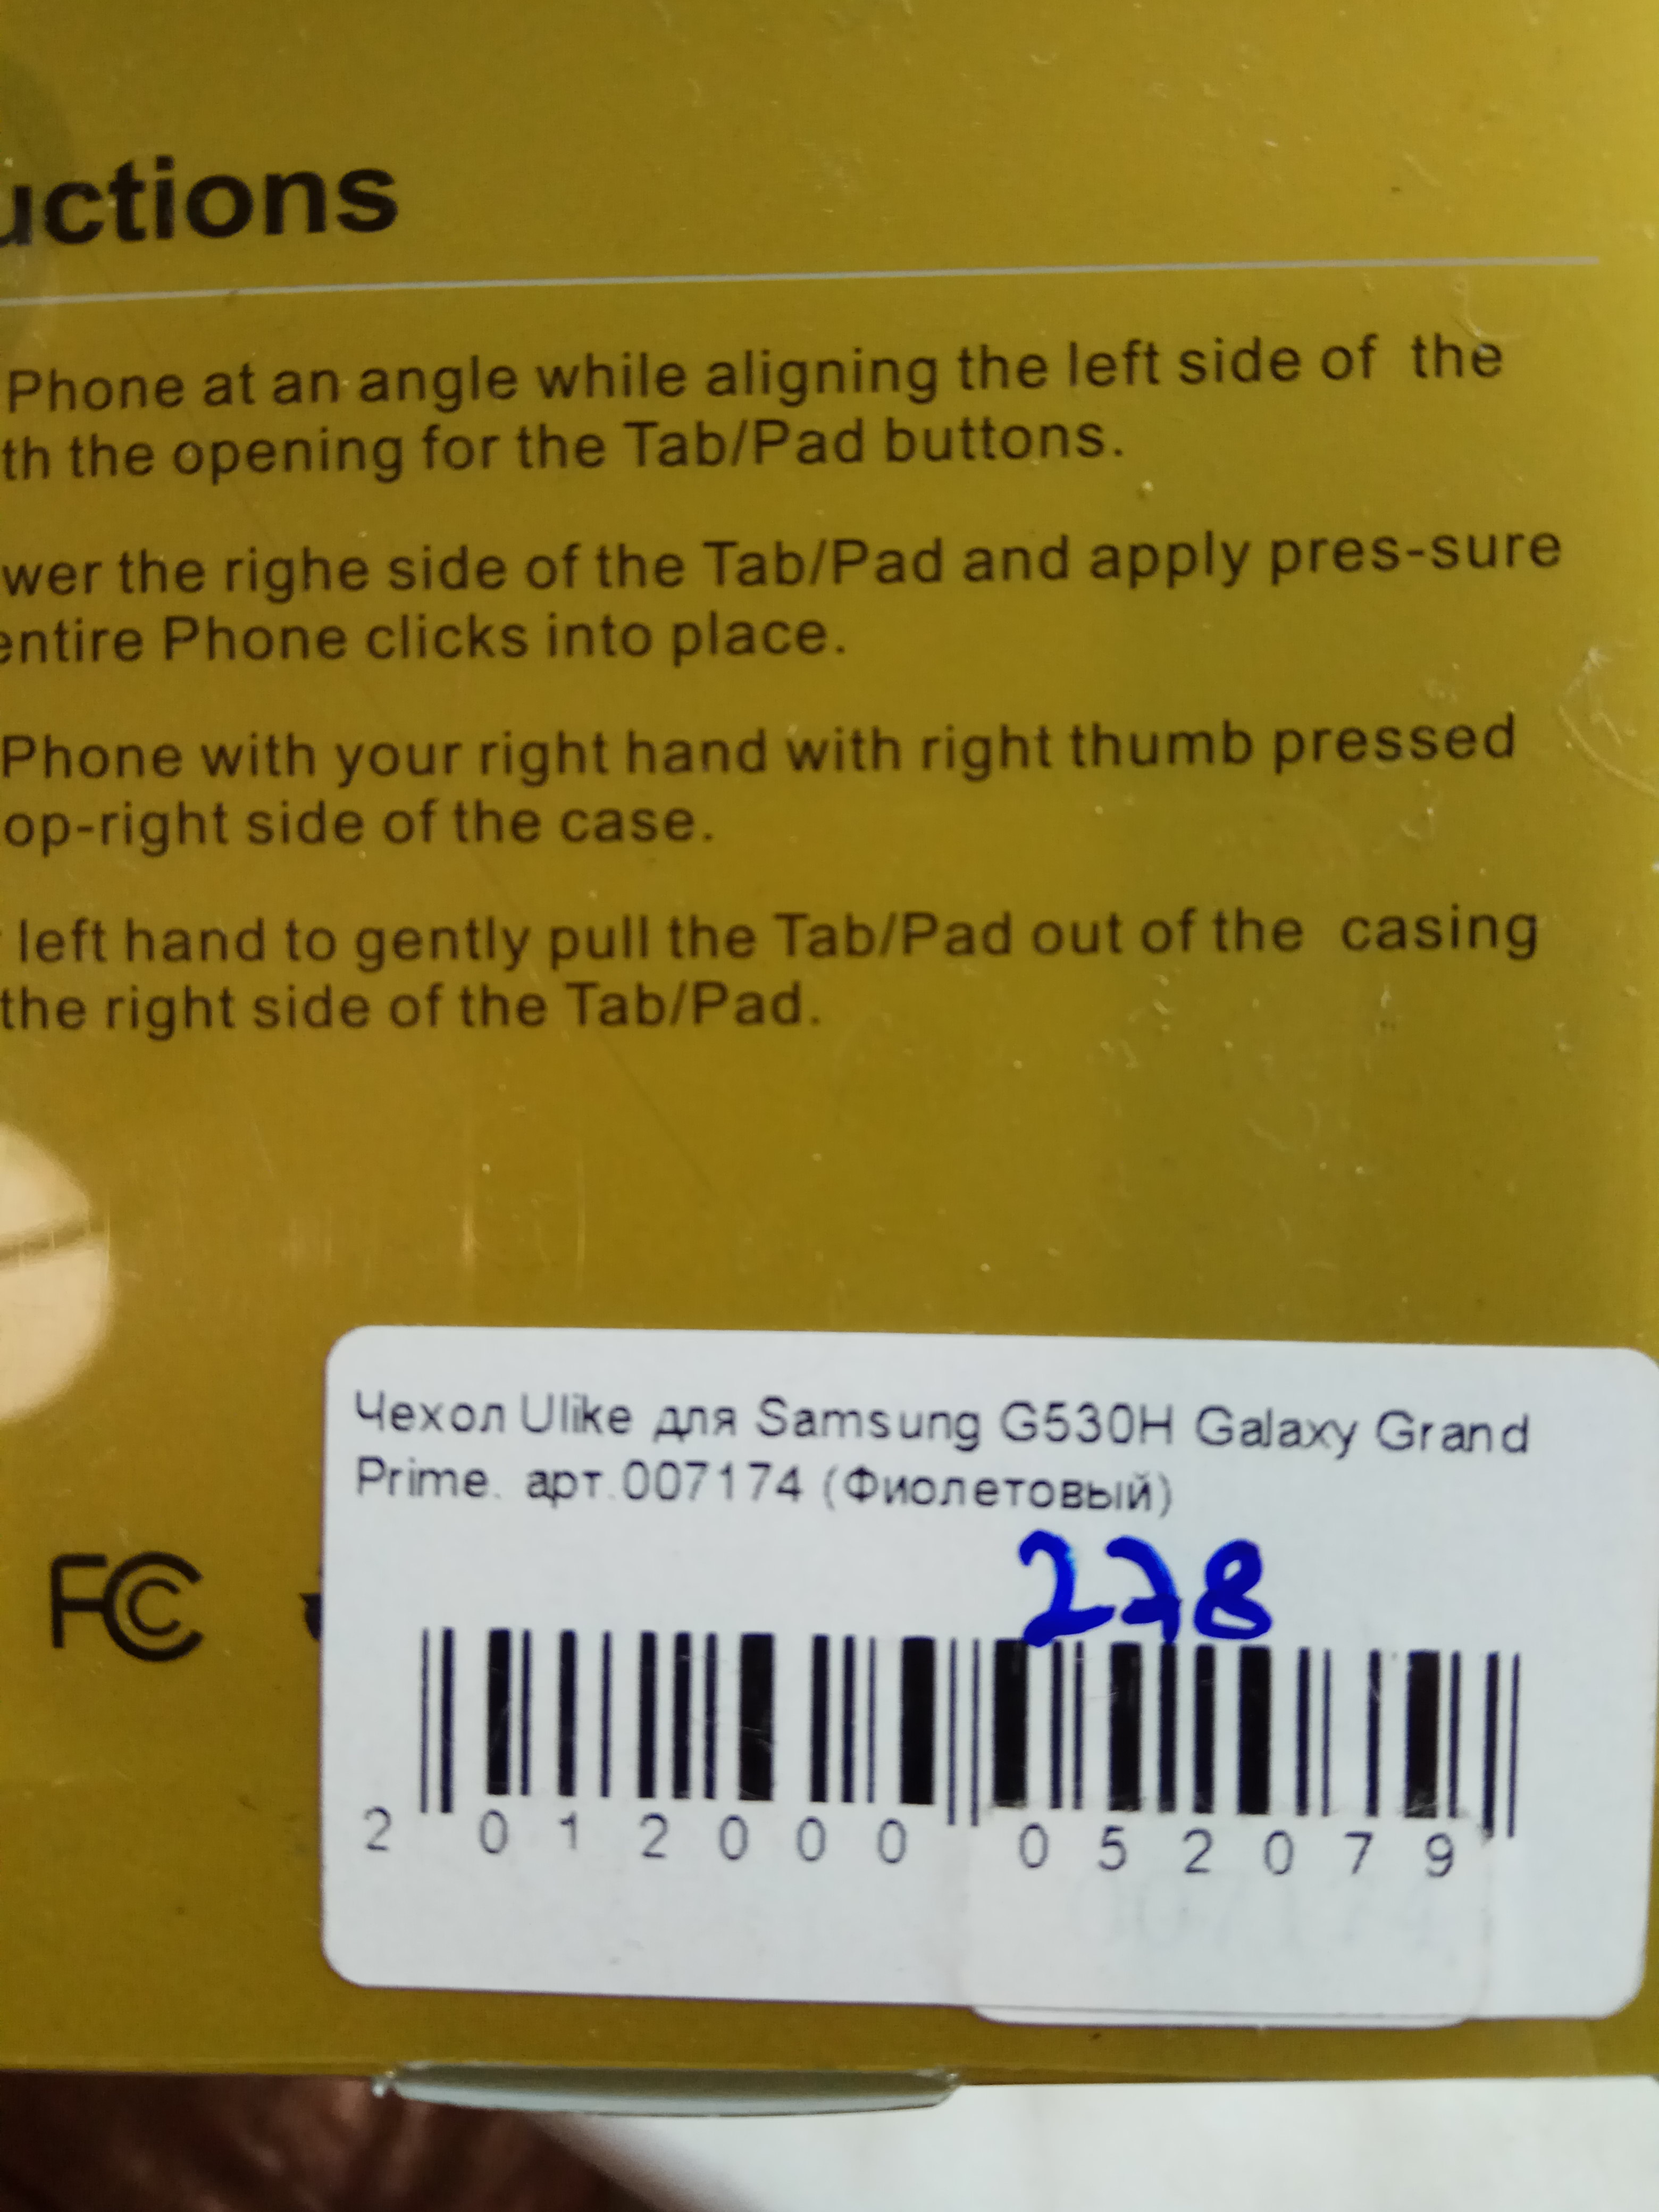 uctions
Phone at an angle while aligning the left side of the
th the opening for the Tab/Pad buttons.
wer the righe side of the Tab/Pad and apply pres-sure
entire Phone clicks into place.
Phone with your right hand with right thumb pressed
op-right side of the case.
left hand to gently pull the Tab/Pad out of the casing
the right side of the Tab/Pad.
Чехол Ulike для Samsung G530H Galaxy Grand
Prime. арт.007174 (Фиолетовый)
278
FC
2 012000 052079